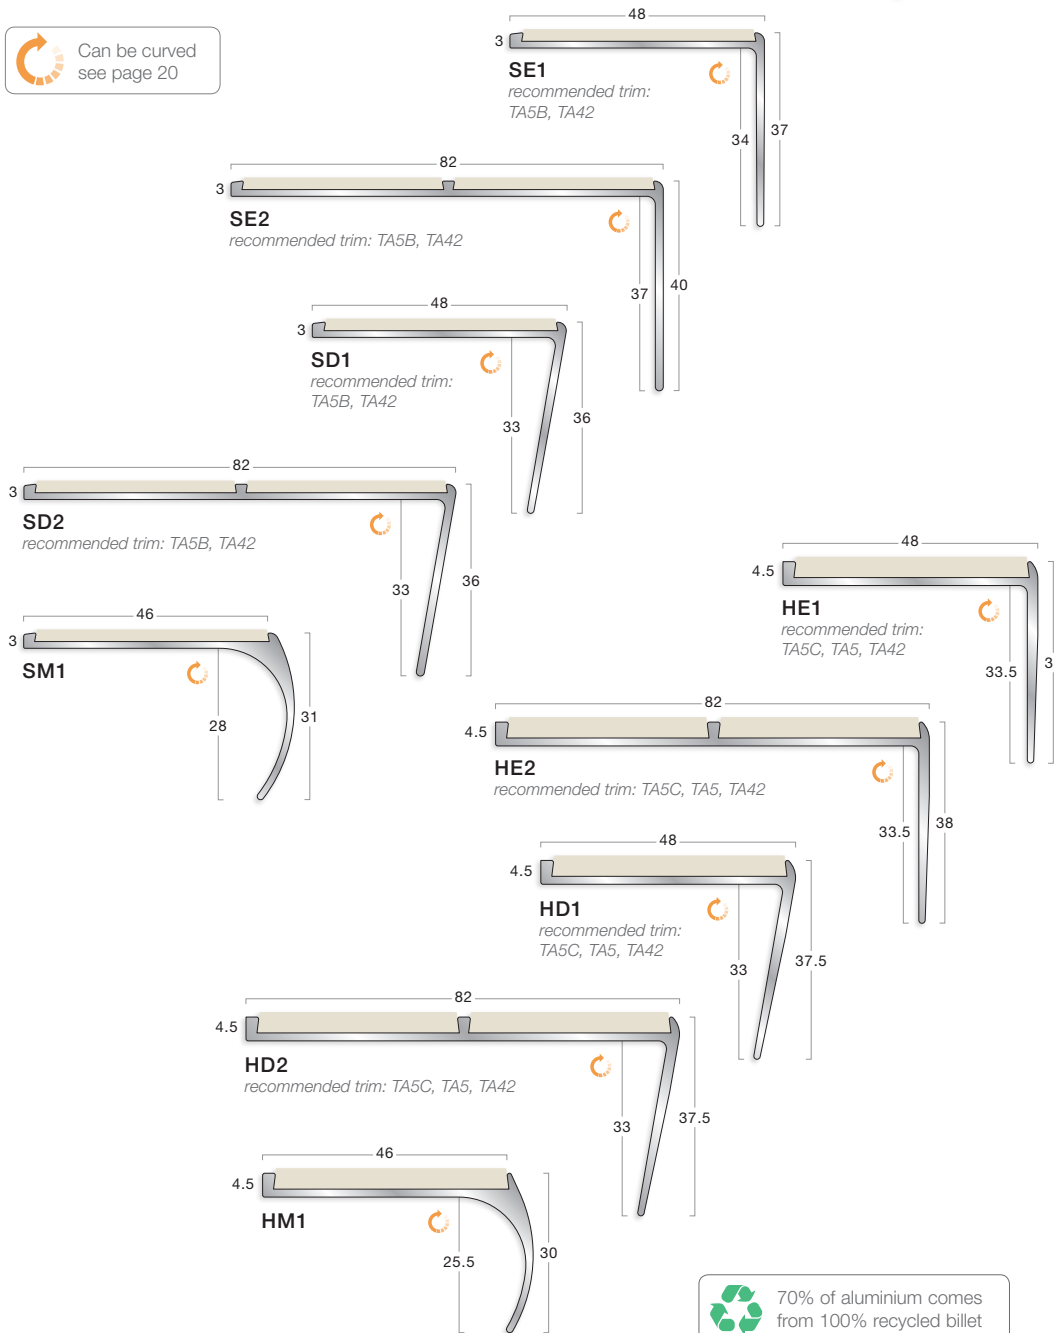 Can be curved
see page 20
48
3
SE1
recommended trim:
TA5B, TA42
34
37
82
3
SE2
recommended trim: TA5B, TA42
37
40
48
3
SD1
recommended trim:
TA5B, TA42
33
36
82
3
SD2
recommended trim: TA5B, TA42
33
36
46
3
SM1
28
31
48
4.5
HE1
recommended trim:
TA5C, TA5, TA42
33.5
3
82
4.5
HE2
recommended trim: TA5C, TA5, TA42
33.5
38
48
4.5
HD1
recommended trim:
TA5C, TA5, TA42
33
37.5
82
4.5
HD2
recommended trim: TA5C, TA5, TA42
33
37.5
46
4.5
HM1
25.5
30
70% of aluminium comes
from 100% recycled billet